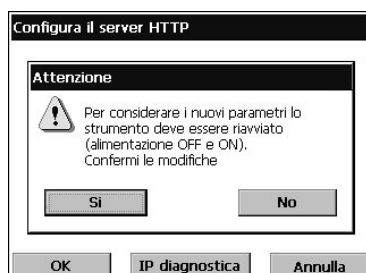 Configura il server HTTP
Attenzione
Per considerare i nuovi parametri lo
strumento deve essere riavviato
(alimentazione OFF e ON).
Confermi le modifiche
Si No
OK IP diagnostica Annulla